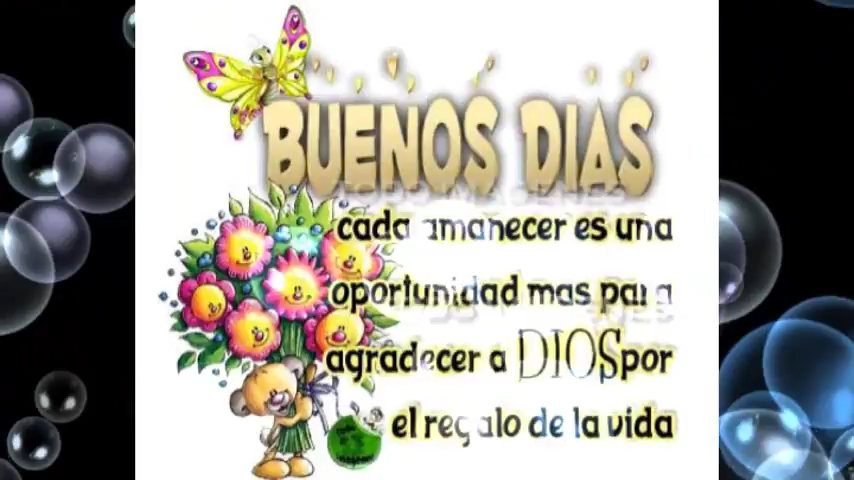 BUENOS DIAS
cada amanecer es una
oportunidad mas para
agradecer a DIOS por
el regalo de la vida